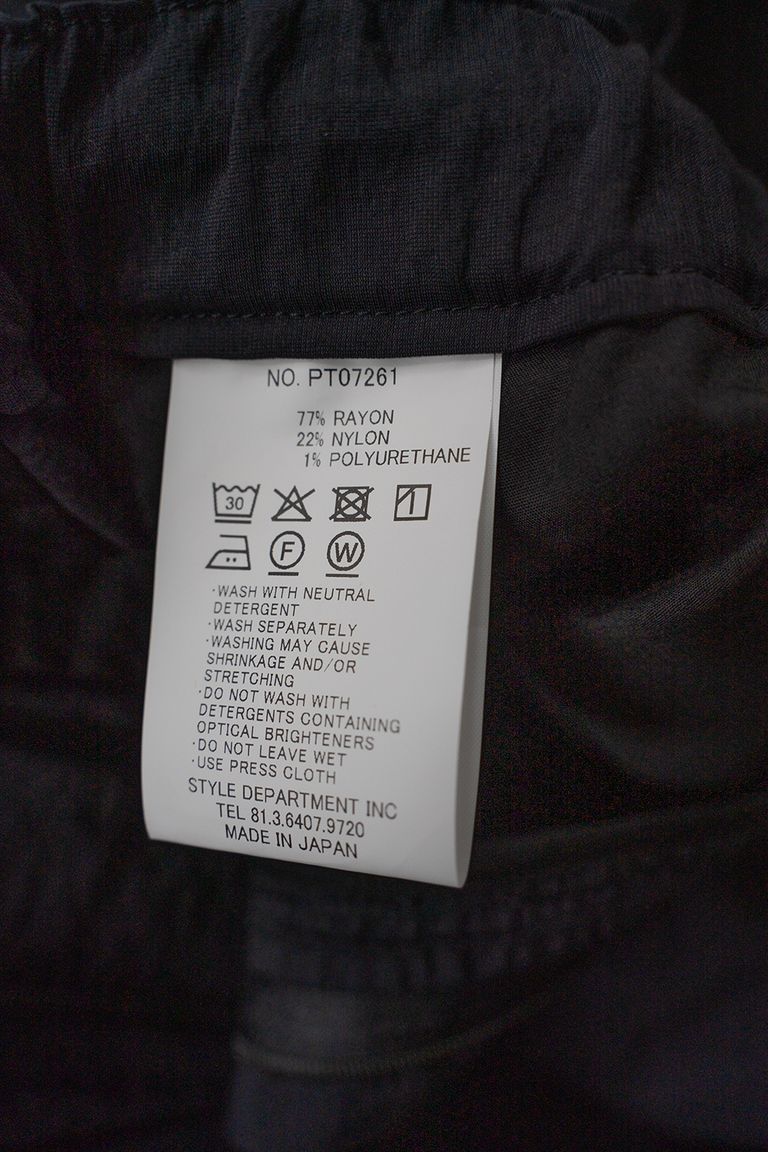 NO. PT07261
77% RAYON
22% NYLON
1% POLYURETHANE
30
F W
·WASH WITH NEUTRAL
DETERGENT
·WASH SEPARATELY
·WASHING MAY CAUSE
SHRINKAGE AND/OR
STRETCHING
·DO NOT WASH WITH
DETERGENTS CONTAINING
OPTICAL BRIGHTENERS
·DO NOT LEAVE WET
·USE PRESS CLOTH
STYLE DEPARTMENT INC
TEL 81.3.6407.9720
MADE IN JAPAN